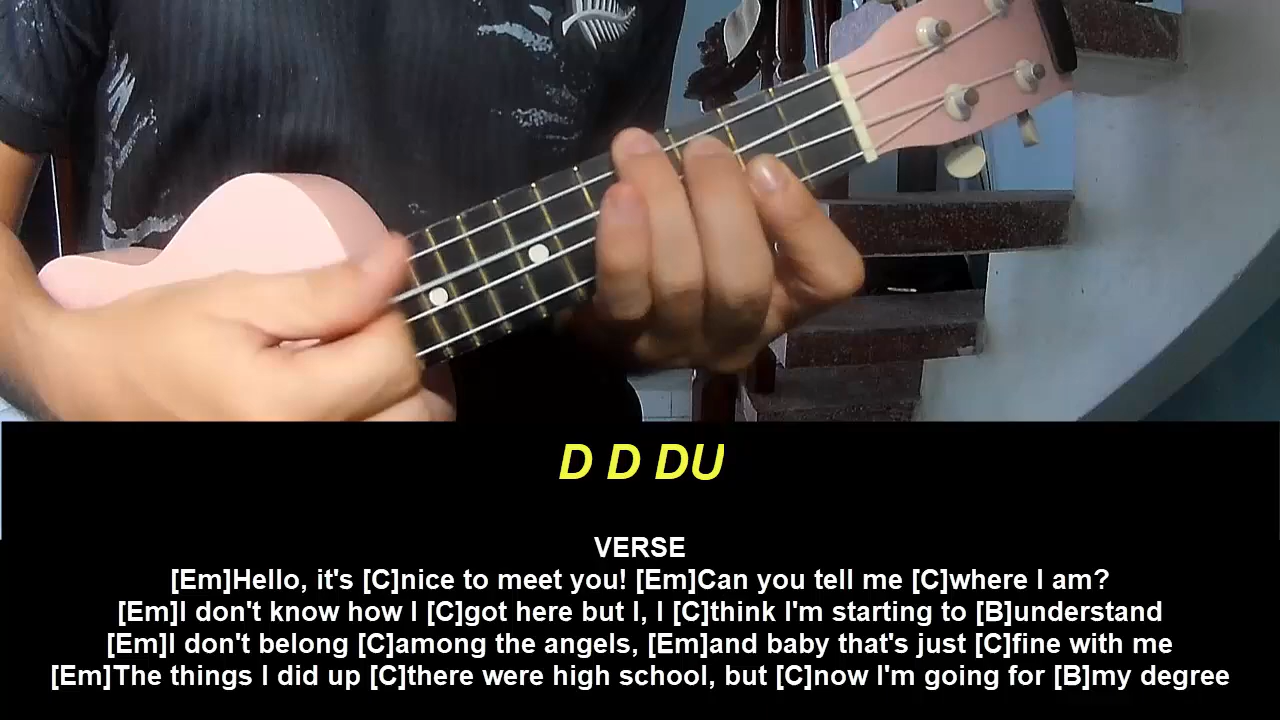 D D DU
VERSE
[Em]Hello, it's [C]nice to meet you! [Em]Can you tell me [C]where I am?
[Em]I don't know how I [C]got here but I, I [C]think I'm starting to [B]understand
[Em]I don't belong [C]among the angels, [Em]and baby that's just [C]fine with me
[Em]The things I did up [C]there were high school, but [C]now I'm going for [B]my degree